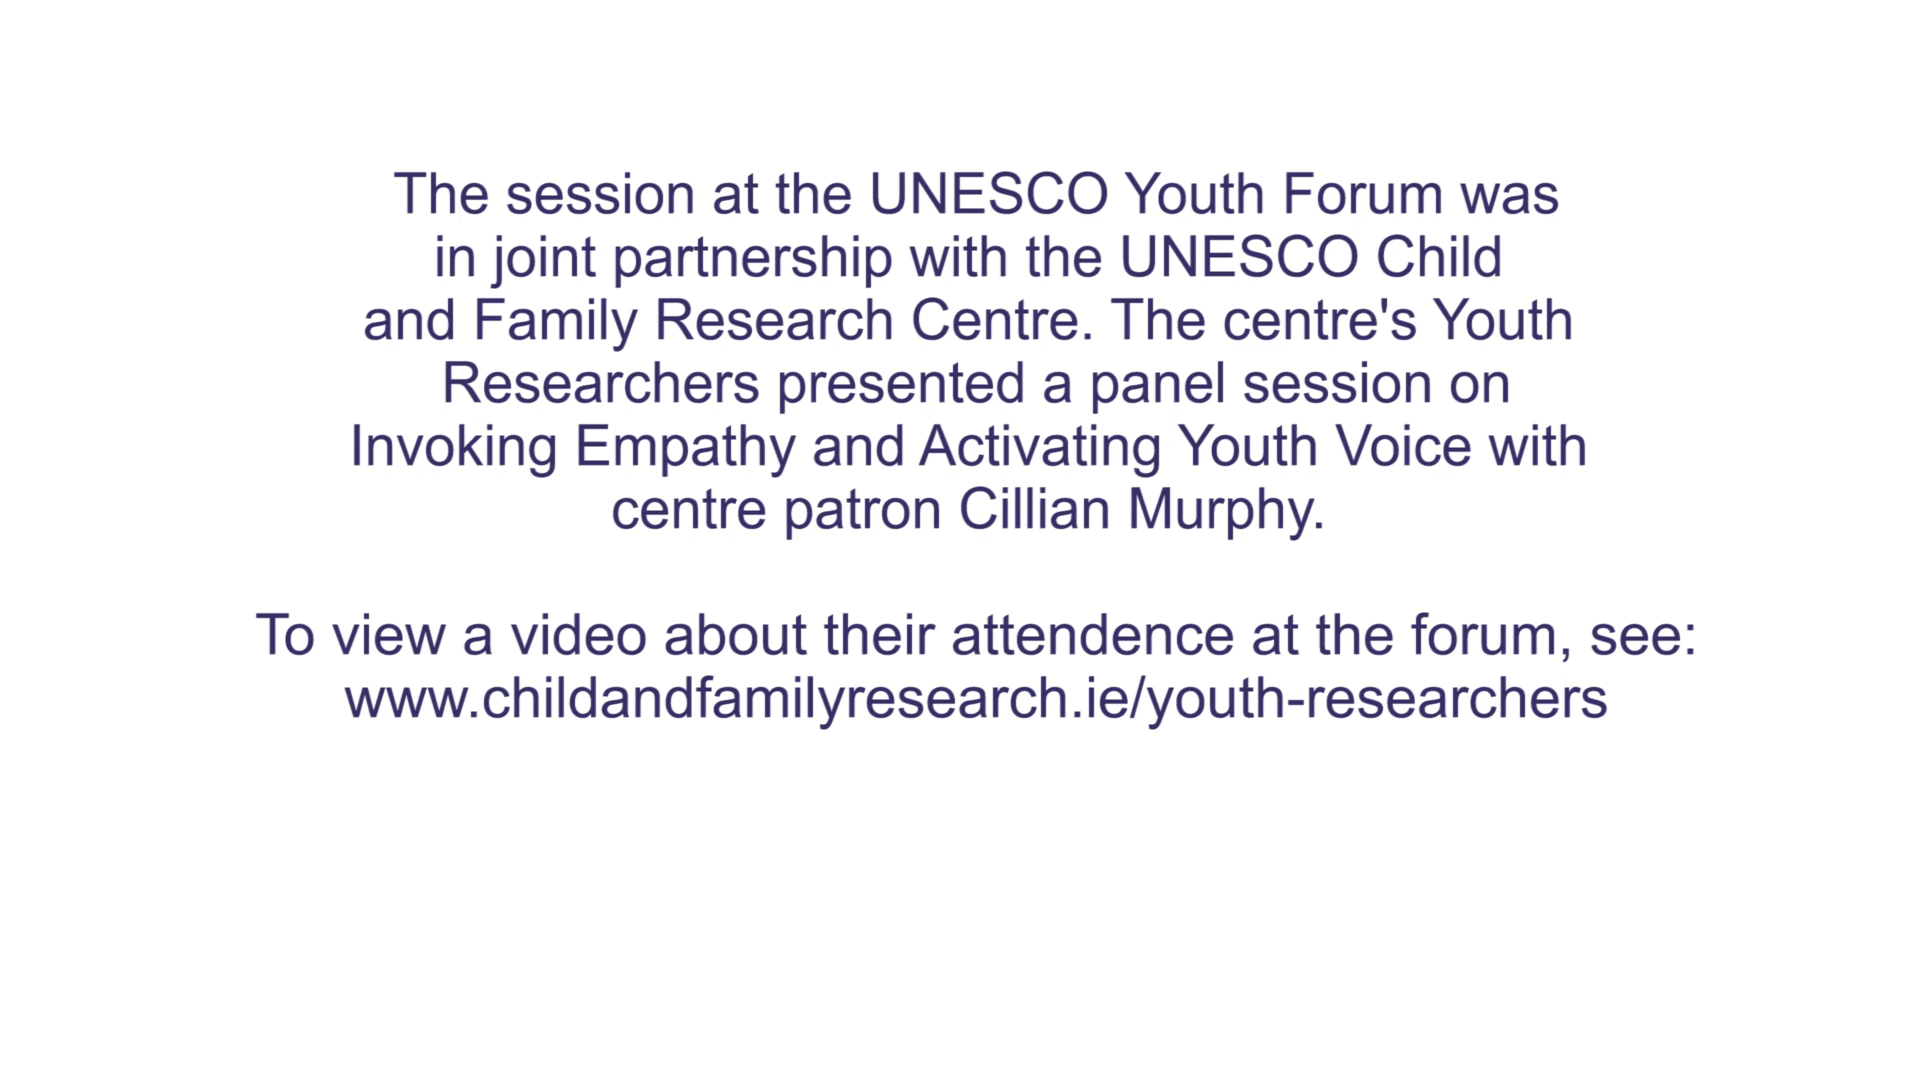 The session at the UNESCO Youth Forum was
in joint partnership with the UNESCO Child
and Family Research Centre. The centre's Youth
Researchers presented a panel session on
Invoking Empathy and Activating Youth Voice with
centre patron Cillian Murphy.
To view a video about their attendence at the forum, see:
www.childandfamilyresearch.ie/youth-researchers